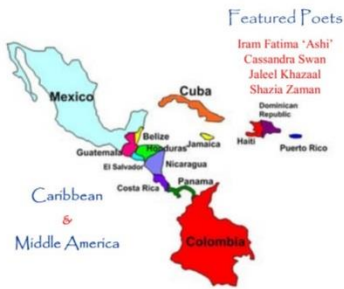 Featured Poets
Iram Fatima 'Ashi'
Cassandra Swan
Jaleel Khazaal
Shazia Zaman
Mexico
Cuba
Dominican
Republic
Belize
Honduras
Jamaica
Haiti
Puerto Rico
Guatemala
El Salvador
Nicaragua
Costa Rica
Panama
Caribbean
&
Middle America
Colombia